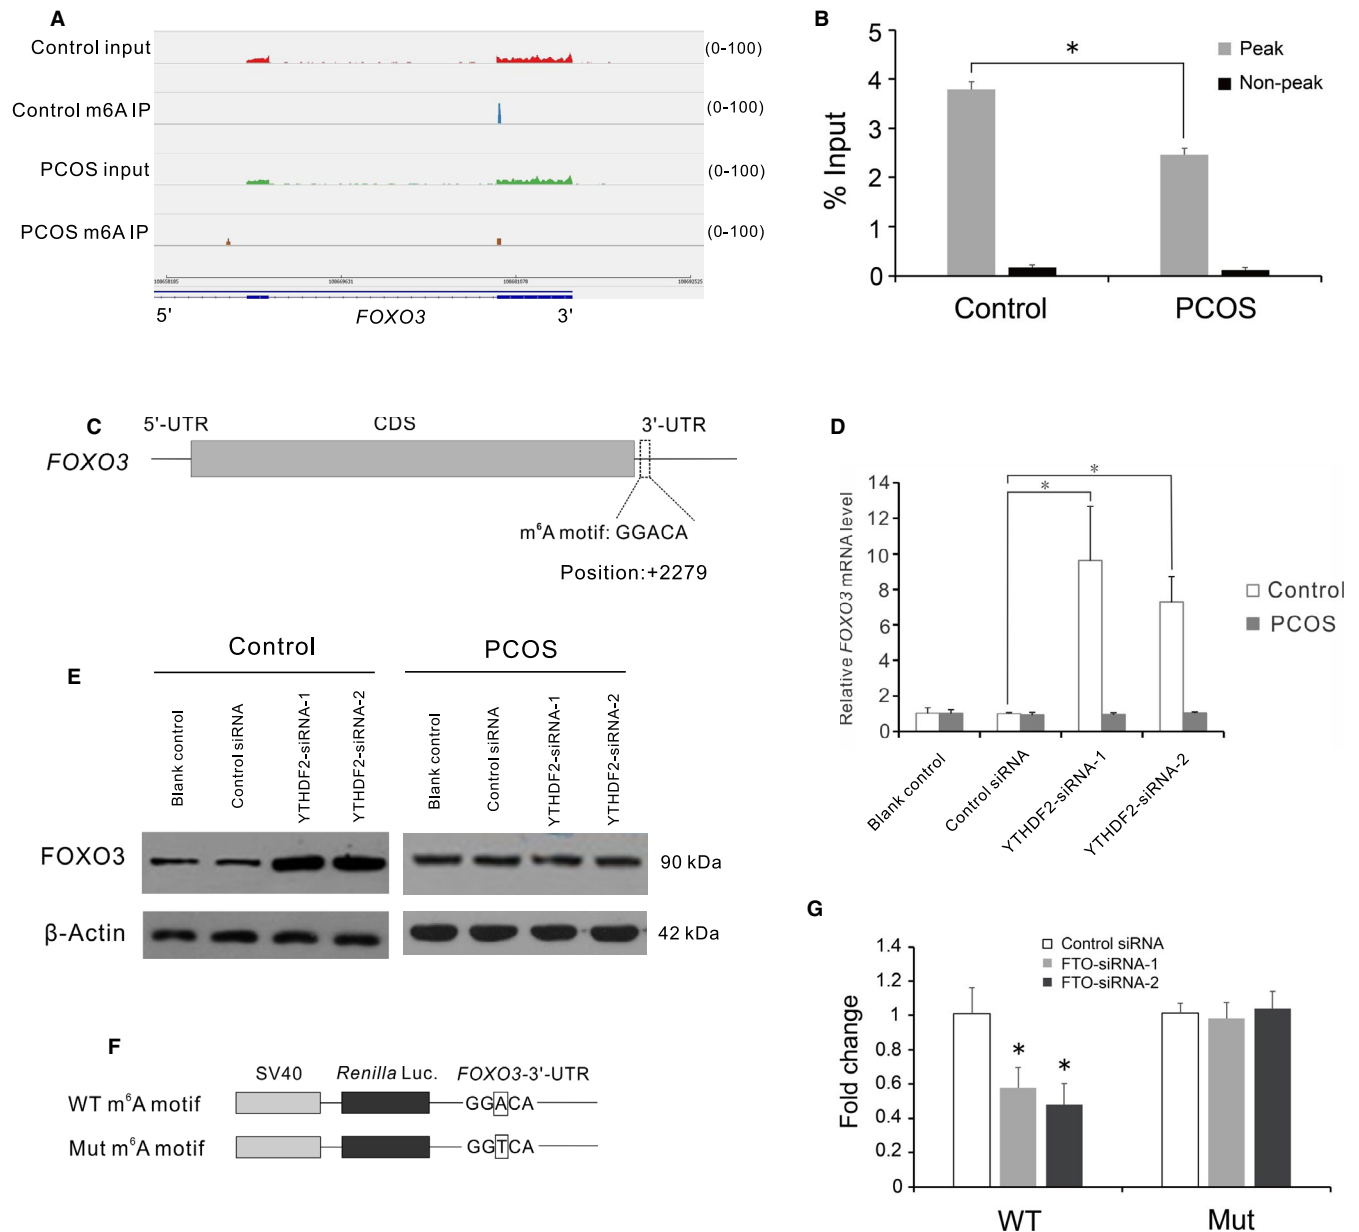 A
Control input (0-100)
Control m6A IP (0-100)
PCOS input (0-100)
PCOS m6A IP (0-100)
5' FOXO3 3'
B
5
4
3
2
1
0
% Input
* 
Peak
Non-peak
Control PCOS
C
5'-UTR CDS 3'-UTR
FOXO3
m⁶A motif: GGACA
Position:+2279
D
14
12
10
8
6
4
2
0
Relative FOXO3 mRNA level
*
*
Control
PCOS
Blank control
Control siRNA
YTHDF2-siRNA-1
YTHDF2-siRNA-2
E
Control PCOS
Blank control
Control siRNA
YTHDF2-siRNA-1
YTHDF2-siRNA-2
Blank control
Control siRNA
YTHDF2-siRNA-1
YTHDF2-siRNA-2
FOXO3 90 kDa
β-Actin 42 kDa
F
SV40 Renilla Luc. FOXO3-3'-UTR
WT m⁶A motif GGACA
Mut m⁶A motif GGTCA
G
1.4
1.2
1
0.8
0.6
0.4
0.2
0
Fold change
Control siRNA
FTO-siRNA-1
FTO-siRNA-2
* *
WT Mut